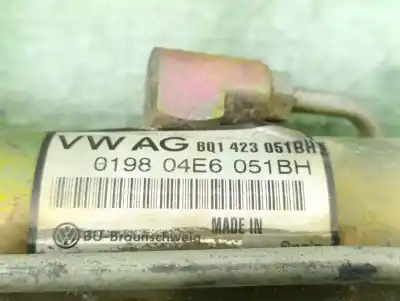 VW AG 6Q1 423 051BH
0198 04E6 051BH
MADE IN
BU-Braunschweig